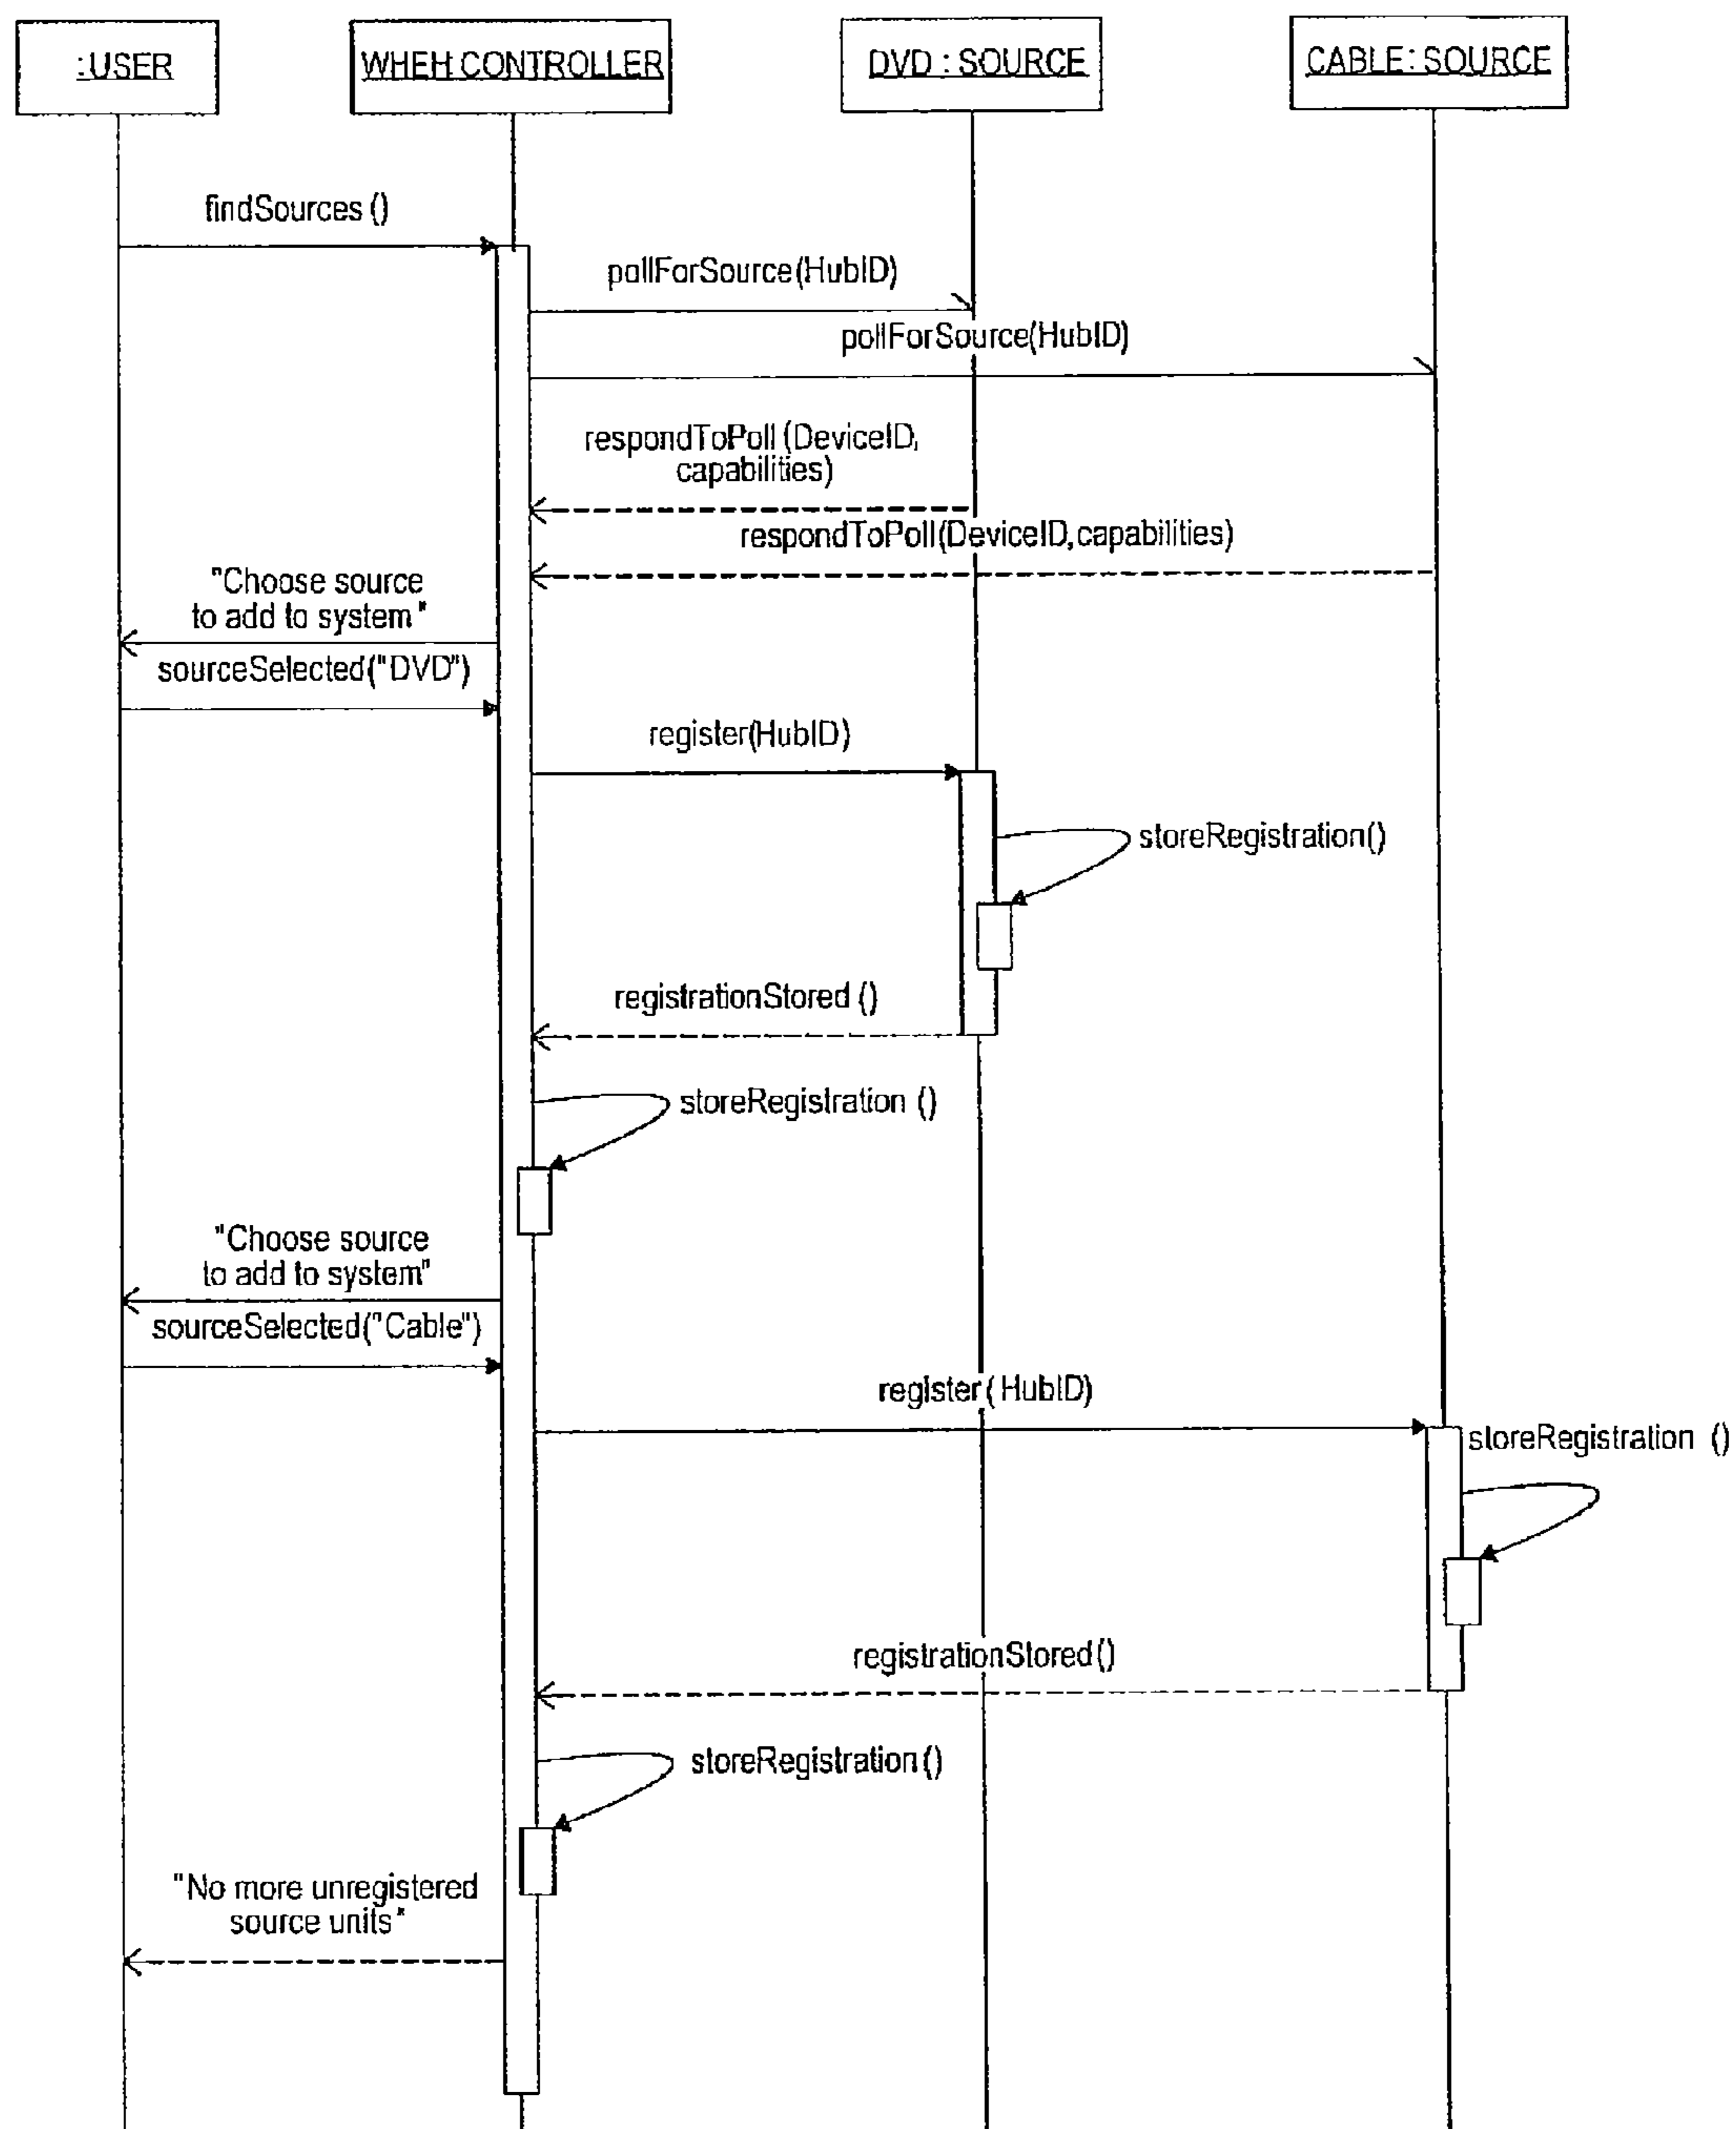 :USER
WHEH:CONTROLLER
DVD : SOURCE
CABLE : SOURCE
findSources ()
pollForSource(HubID)
pollForSource(HubID)
respondToPoll (DeviceID,
capabilities)
respondToPoll(DeviceID,capabilities)
"Choose source
to add to system"
sourceSelected("DVD")
register(HubID)
storeRegistration()
registrationStored ()
storeRegistration ()
"Choose source
to add to system"
sourceSelected("Cable")
register( HubID)
storeRegistration ()
registrationStored()
storeRegistration()
"No more unregistered
source units"